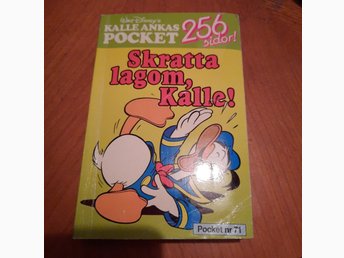 Walt Disney's
KALLE ANKAS
POCKET
256
sidor!
Skratta
lagom,
Kalle!
Pocket nr 71